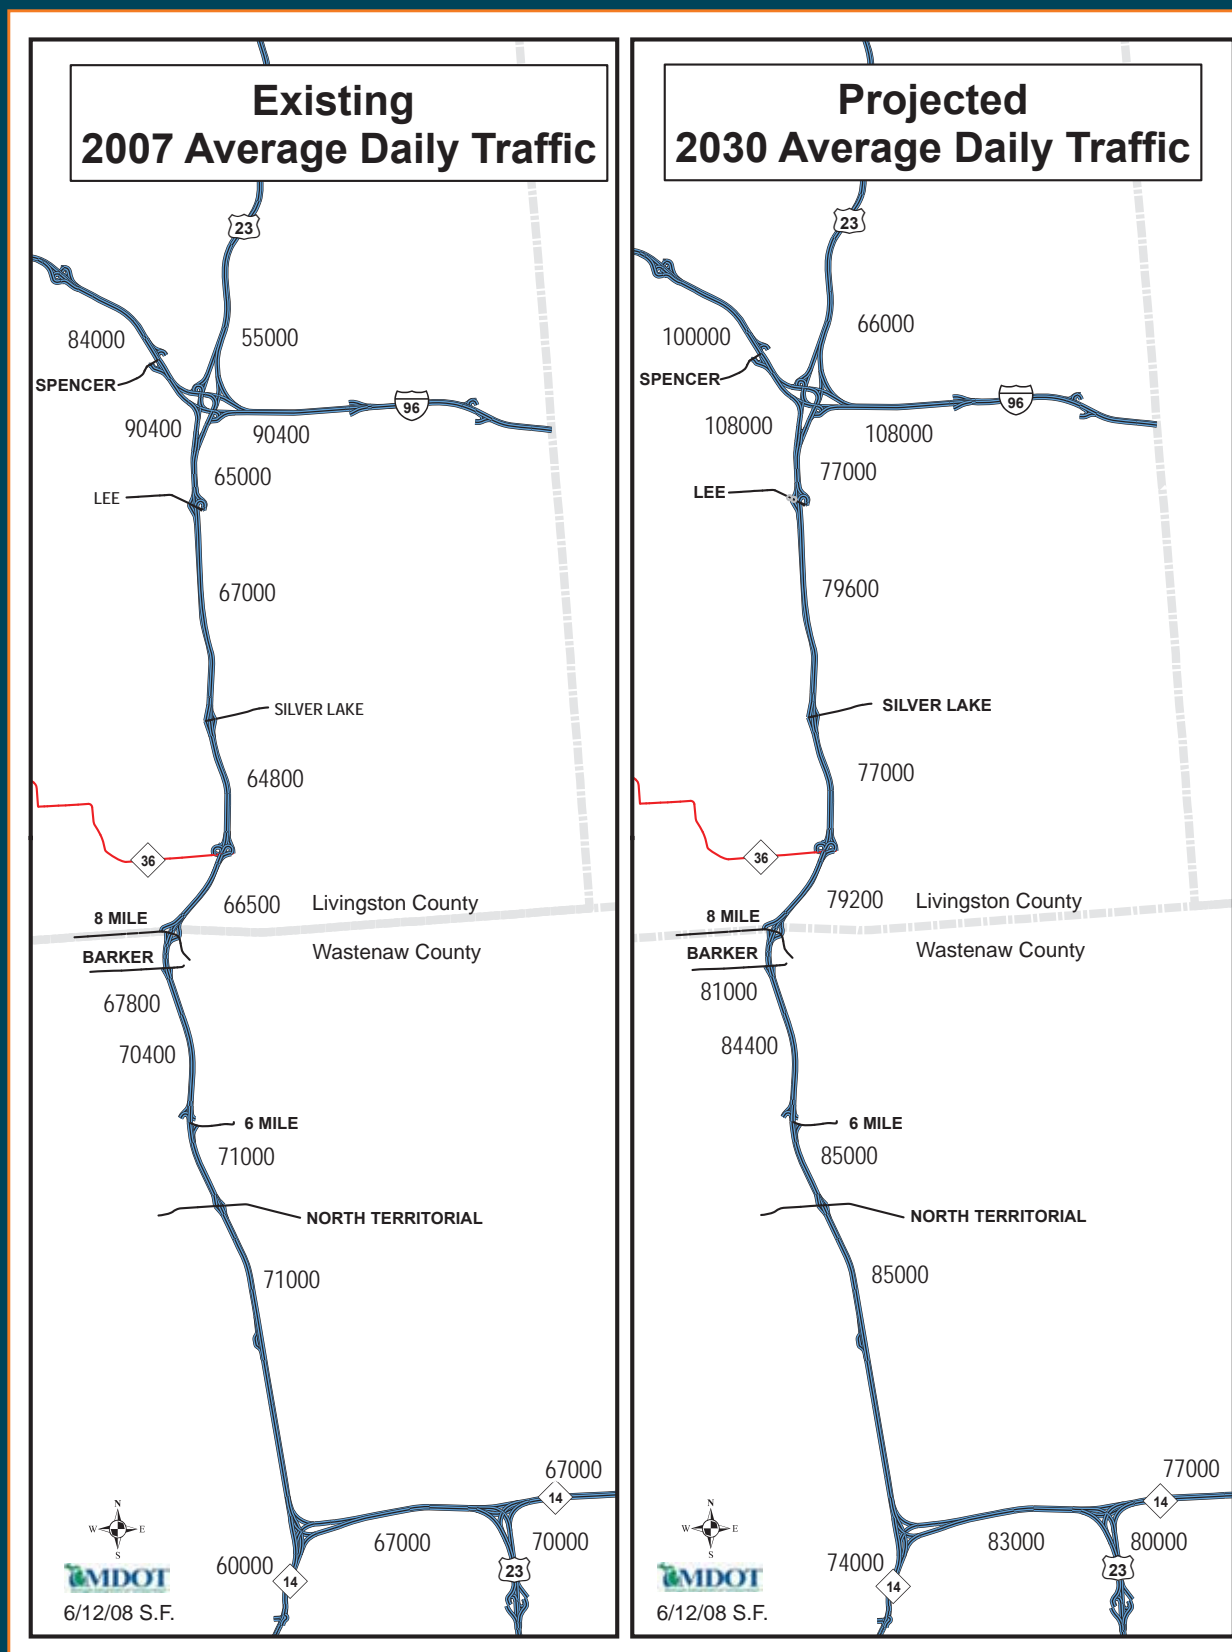 Existing
2007 Average Daily Traffic
23
84000
55000
SPENCER
96
90400
90400
65000
LEE
67000
SILVER LAKE
64800
36
66500
Livingston County
8 MILE
BARKER
Wastenaw County
67800
70400
6 MILE
71000
NORTH TERRITORIAL
71000
67000
14
N
W
E
S
67000
70000
60000
23
14
MDOT
6/12/08 S.F.
Projected
2030 Average Daily Traffic
23
100000
66000
SPENCER
96
108000
108000
77000
LEE
79600
SILVER LAKE
77000
36
79200
Livingston County
8 MILE
BARKER
Wastenaw County
81000
84400
6 MILE
85000
NORTH TERRITORIAL
85000
77000
14
N
W
E
S
83000
80000
74000
23
14
MDOT
6/12/08 S.F.